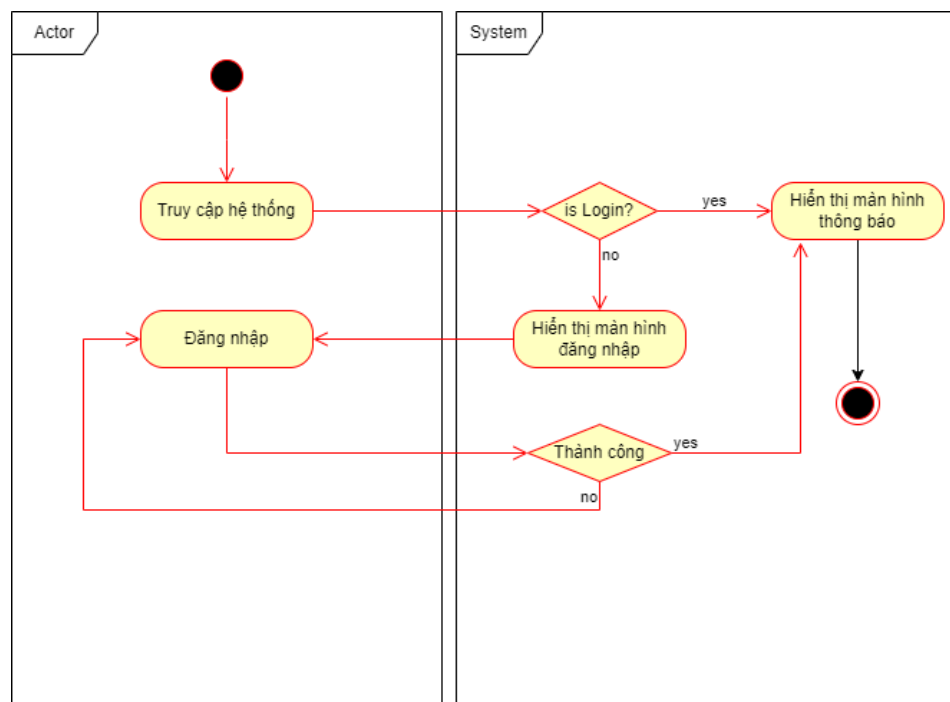 Actor
System
Truy cập hệ thống
is Login?
yes
Hiển thị màn hình
thông báo
no
Đăng nhập
Hiển thị màn hình
đăng nhập
Thành công
yes
no